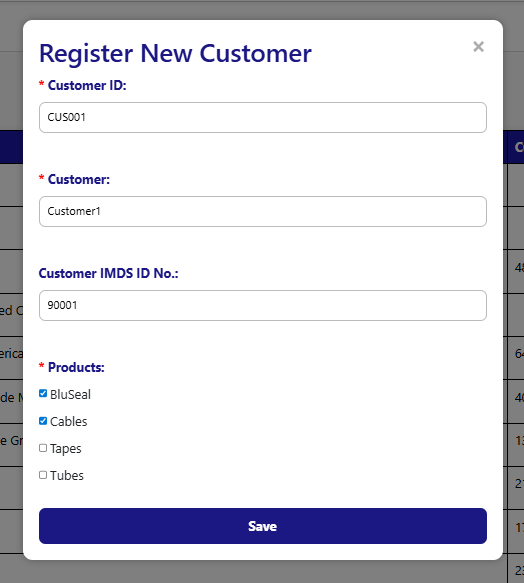 Register New Customer
×
* Customer ID:
CUS001
* Customer:
Customer1
Customer IMDS ID No.:
90001
* Products:
BluSeal
Cables
Tapes
Tubes
Save